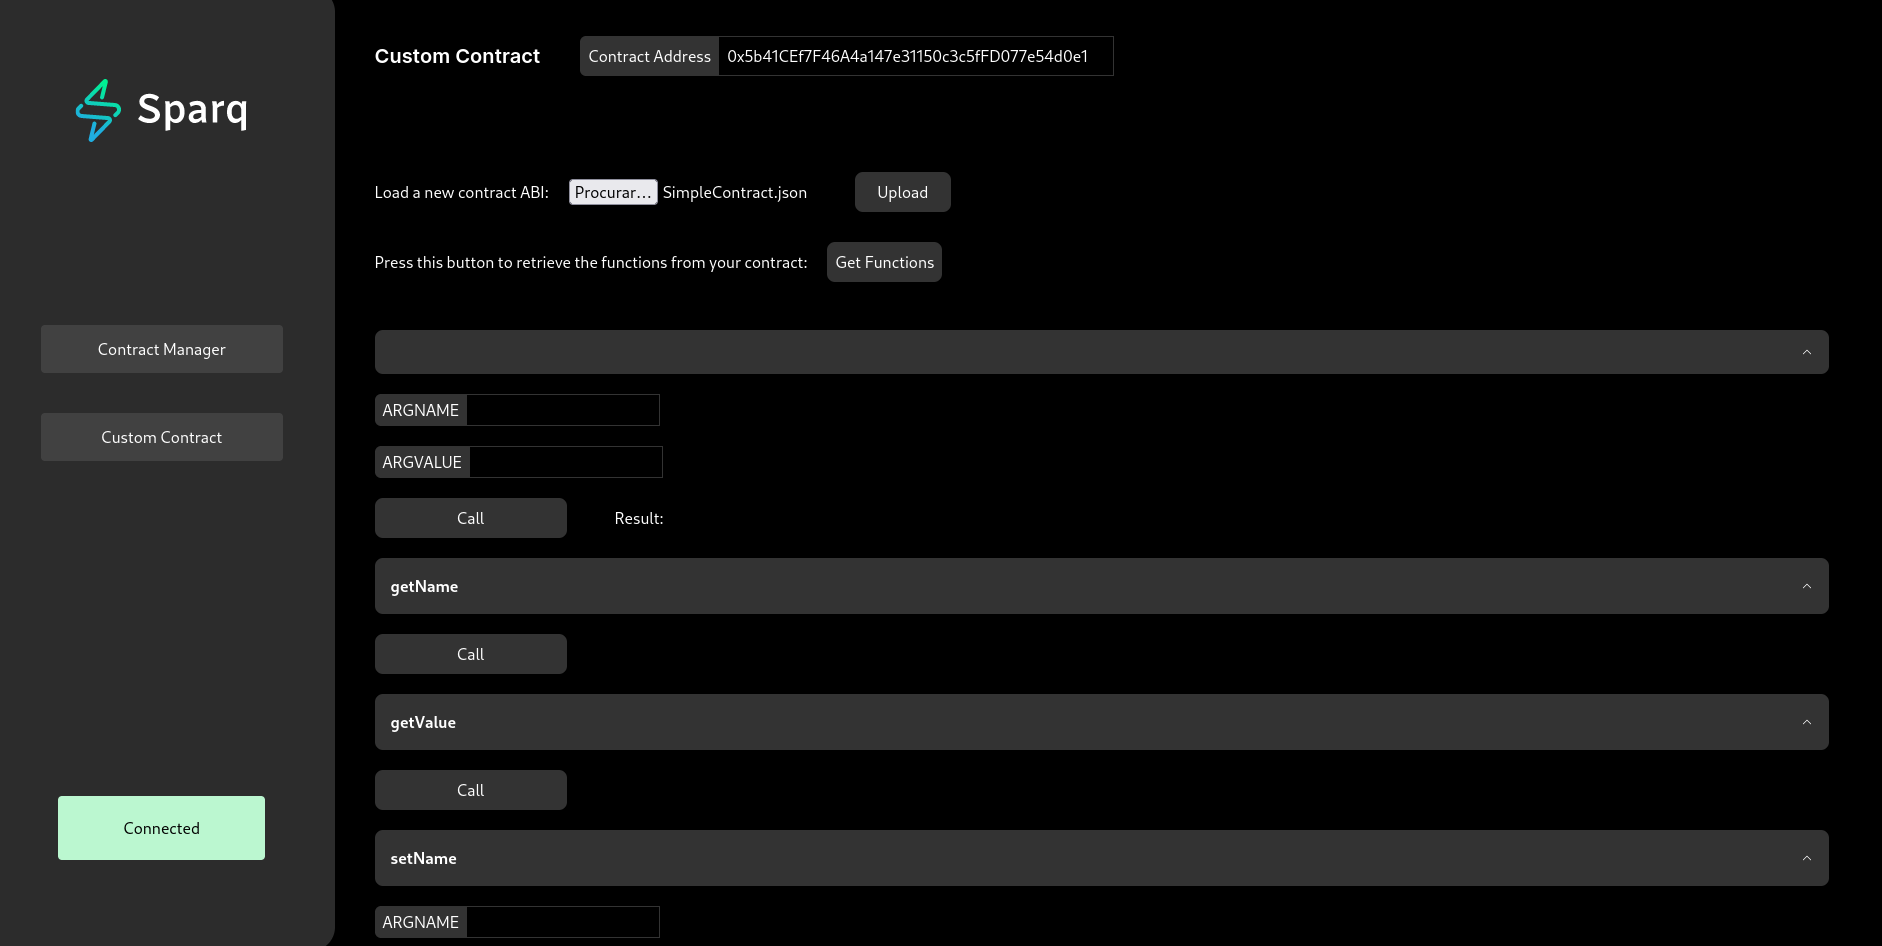 Sparq
Contract Manager
Custom Contract
Connected
Custom Contract
Contract Address 0x5b41CEf7F46A4a147e31150c3c5fFD077e54d0e1
Load a new contract ABI: Procurar... SimpleContract.json Upload
Press this button to retrieve the functions from your contract: Get Functions
ARGNAME
ARGVALUE
Call Result:
getName
Call
getValue
Call
setName
ARGNAME